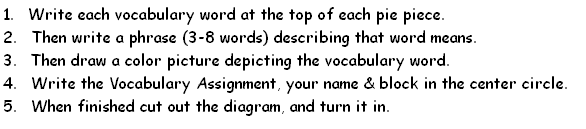 1. Write each vocabulary word at the top of each pie piece.
2. Then write a phrase (3-8 words) describing that word means.
3. Then draw a color picture depicting the vocabulary word.
4. Write the Vocabulary Assignment, your name & block in the center circle.
5. When finished cut out the diagram, and turn it in.